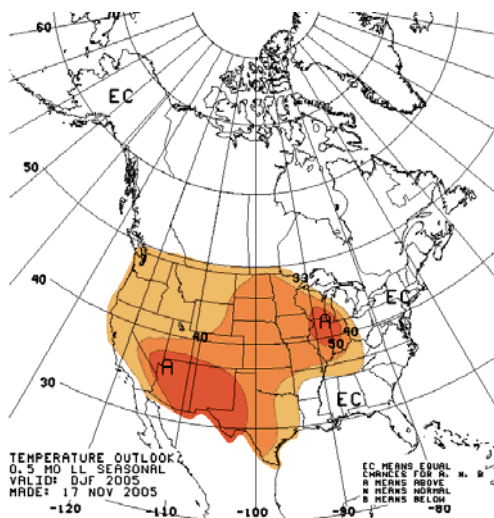 60
EC
50
40
33
A
40
EC
40
50
A
30
EC
TEMPERATURE OUTLOOK
0.5 MO LL SEASONAL
VALID: DJF 2005
MADE: 17 NOV 2005
EC MEANS EQUAL
CHANCES FOR A, N, B
A MEANS ABOVE
N MEANS NORMAL
B MEANS BELOW
-120
-110
-100
-90
-80